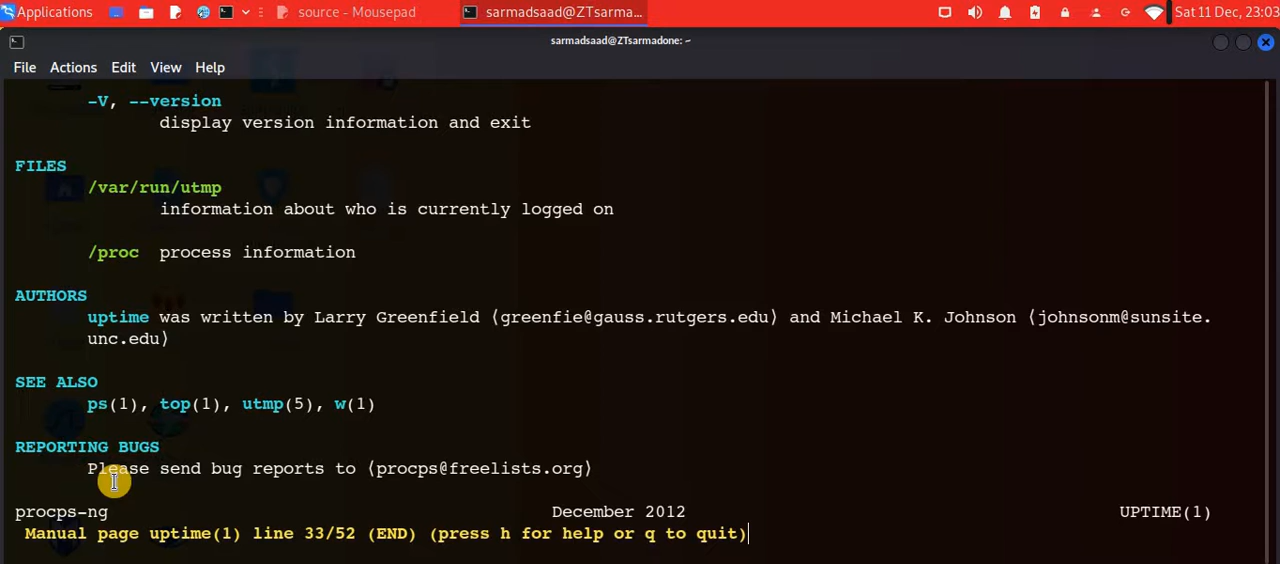 Applications
source - Mousepad
sarmadsaad@ZTsarma...
Sat 11 Dec, 23:03
sarmadsaad@ZTsarmadone: ~
File Actions Edit View Help
-V, --version
display version information and exit
FILES
/var/run/utmp
information about who is currently logged on
/proc process information
AUTHORS
uptime was written by Larry Greenfield ⟨greenfie@gauss.rutgers.edu⟩ and Michael K. Johnson ⟨johnsonm@sunsite.
unc.edu⟩
SEE ALSO
ps(1), top(1), utmp(5), w(1)
REPORTING BUGS
Please send bug reports to ⟨procps@freelists.org⟩
procps-ng December 2012 UPTIME(1)
Manual page uptime(1) line 33/52 (END) (press h for help or q to quit)